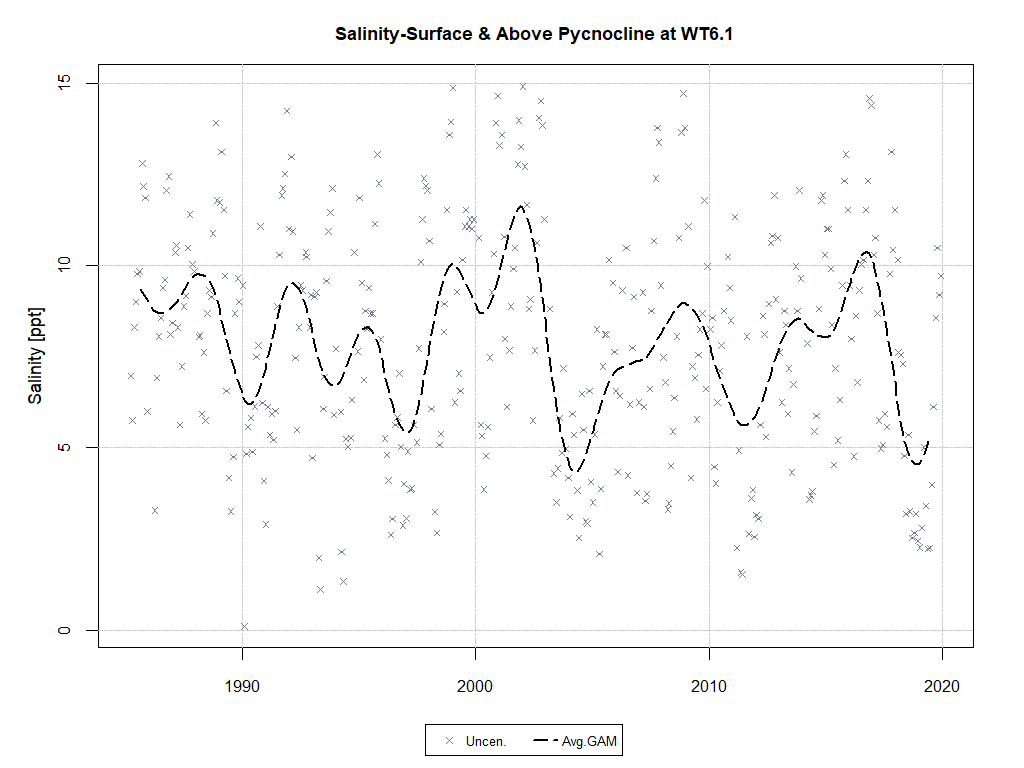 Salinity-Surface & Above Pycnocline at WT6.1
Salinity [ppt]
15
10
5
0
1990
2000
2010
2020
Uncen.
Avg.GAM